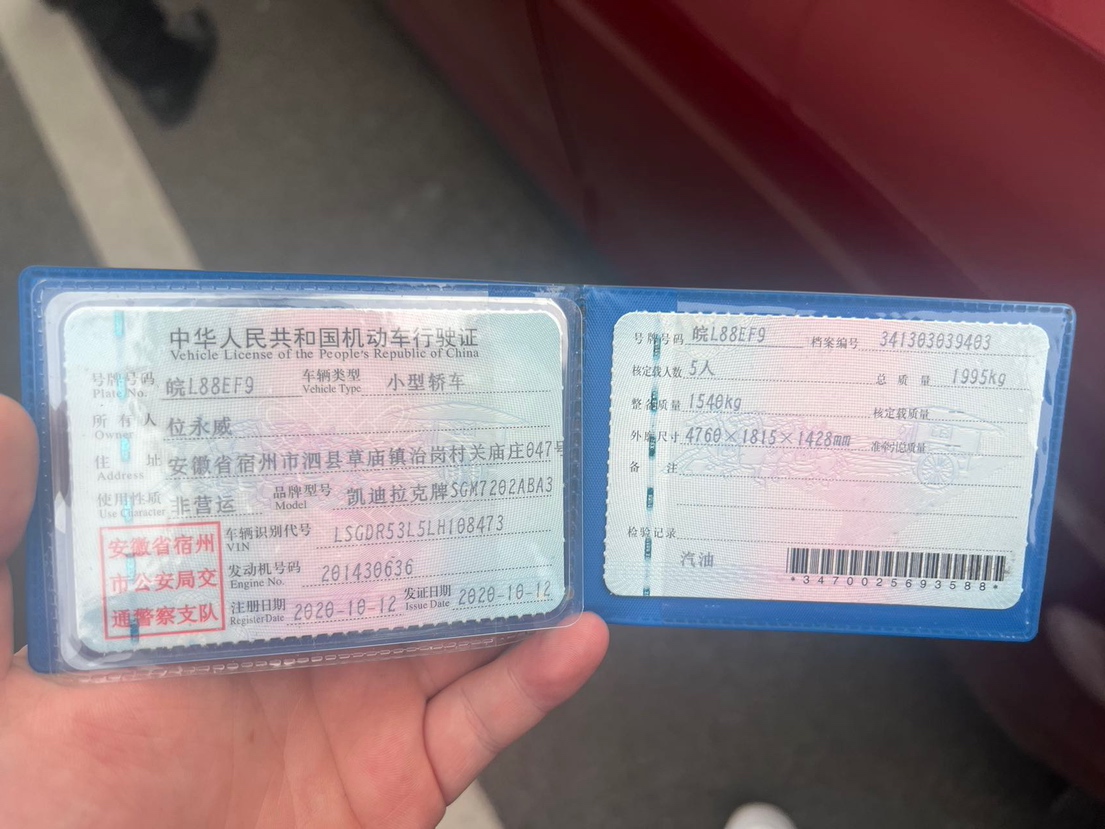 中华人民共和国机动车行驶证
Vehicle License of the People's Republic of China
号牌号码 皖L88EF9 车辆类型 小型轿车
Plate No. Vehicle Type
所有人 位永威
Owner
住址 安徽省宿州市泗县草庙镇治岗村关庙庄047号
Address
使用性质 非营运 品牌型号 凯迪拉克牌SGM7202ABA3
Use Character Model
安徽省宿州
市公安局交
通警察支队
车辆识别代号 LSGDR53L5LH108473
VIN
发动机号码 201430636
Engine No.
注册日期 2020-10-12 发证日期 2020-10-12
Register Date Issue Date
号牌号码 皖L88EF9 档案编号 341303039403
核定载人数 5人 总质量 1995kg
整备质量 1540kg 核定载质量 --
外廓尺寸 4760×1815×1428mm 准牵引总质量 --
备注
检验记录
汽油
*3470025693588*